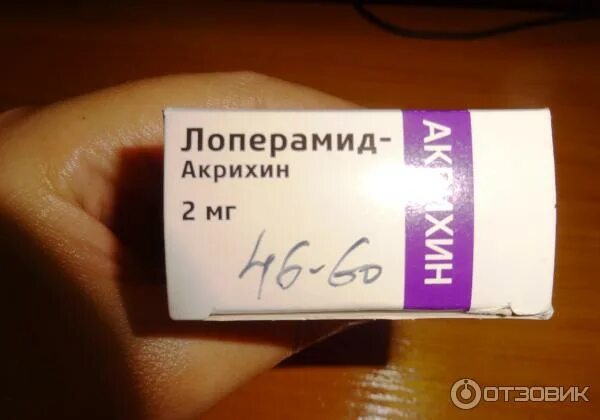 Лоперамид-
Акрихин
2 мг
46-60
АКРИХИН
ОТЗОВИК